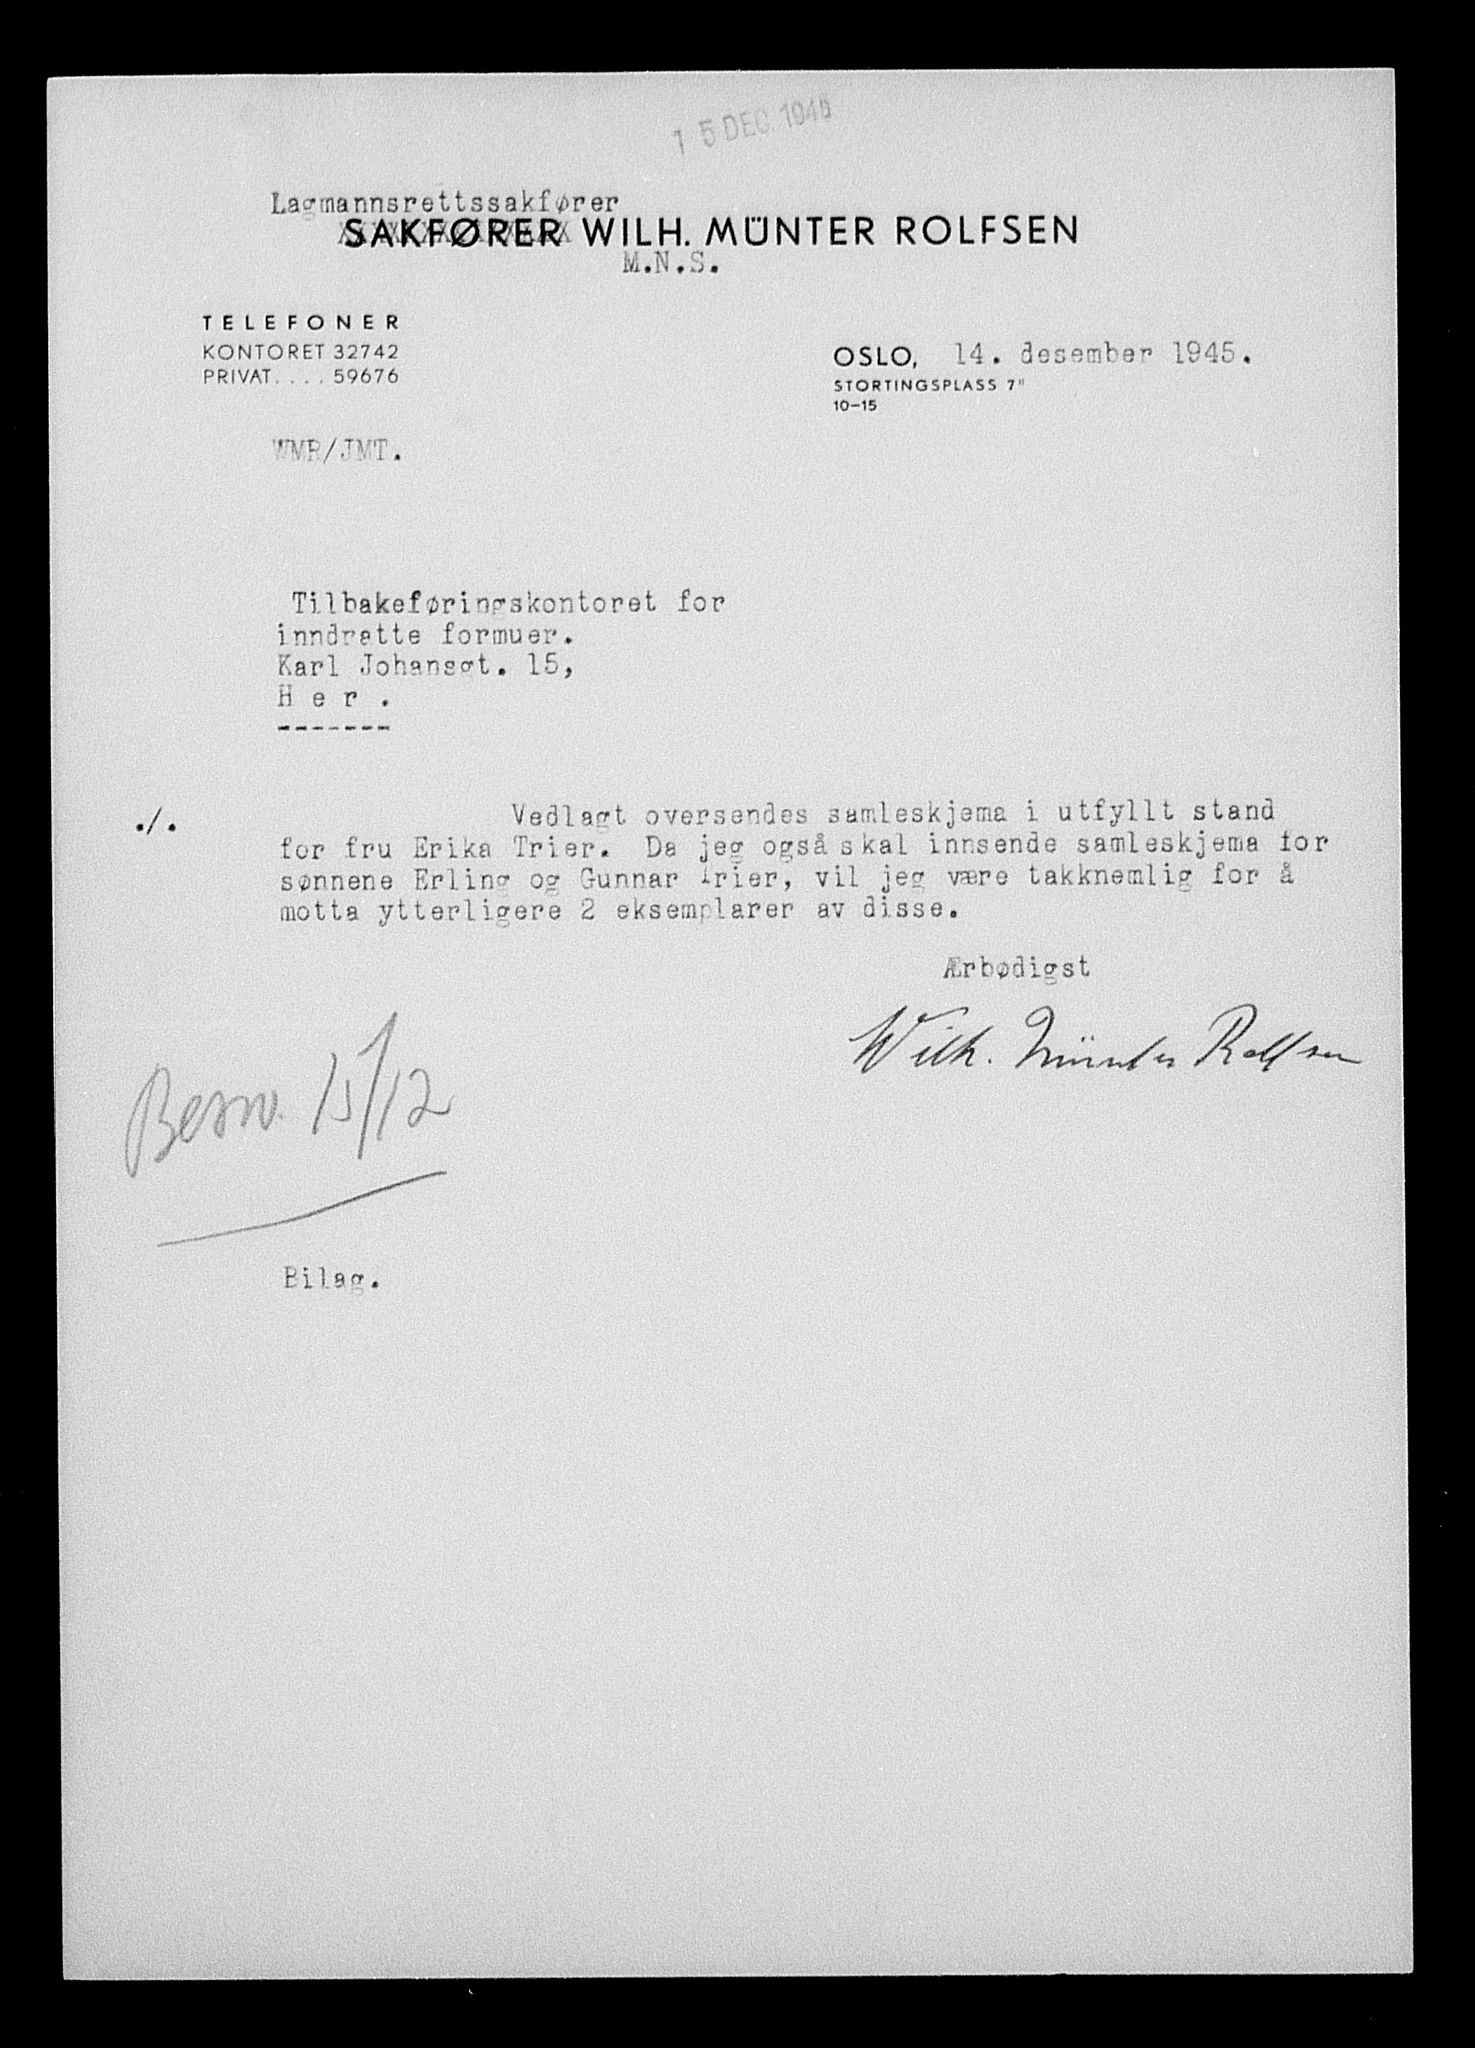 15 DEC 1945
Lagmannsrettssakfører
SAKFØRER WILH. MÜNTER ROLFSEN
M.N.S.
TELEFONER
KONTORET 32742
PRIVAT.... 59676
OSLO, 14. desember 1945.
STORTINGSPLASS 7"
10-15
WMR/JMT.
Tilbakeføringskontoret for
inndratte formuer.
Karl Johansgt. 15,
H e r .
-------
./. Vedlagt oversendes samleskjema i utfyllt stand
for fru Erika Trier. Da jeg også skal innsende samleskjema for
sønnene Erling og Gunnar Trier, vil jeg være takknemlig for å
motta ytterligere 2 eksemplarer av disse.
Ærbødigst
Wilh. Münter Rolfsen
Besv. 15/12
Bilag.